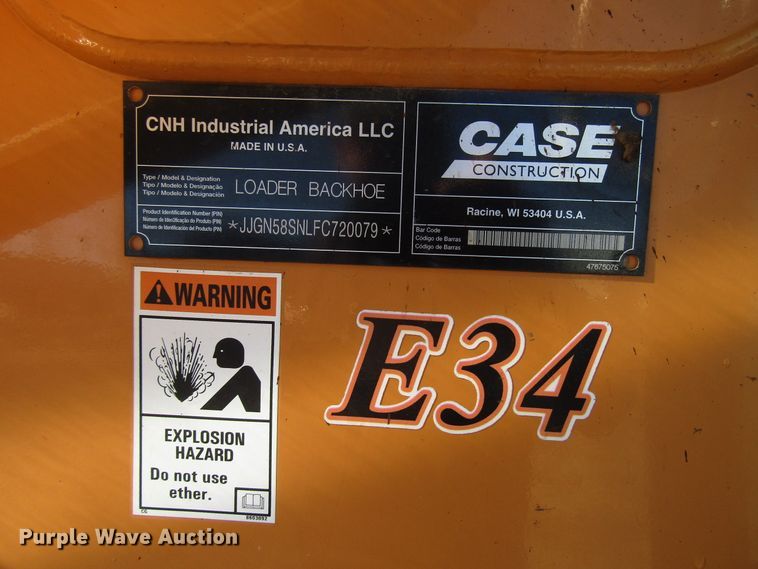 CNH Industrial America LLC
MADE IN U.S.A.
Type / Model & Designation
Tipo / Modelo & Designação
Tipo / Modelo & Designación
LOADER BACKHOE
Product Identification Number (PIN)
Número de Identificação do Produto (PIN)
Número de Identificación del Producto (PIN)
*JJGN58SNLFC720079*
CASE
CONSTRUCTION
Racine, WI 53404 U.S.A.
Bar Code
Código de Barras
Código de Barras
47675075
WARNING
EXPLOSION
HAZARD
Do not use
ether.
E34
Purple Wave Auction